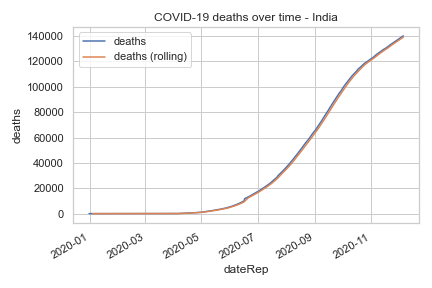 COVID-19 deaths over time - India
deaths
deaths (rolling)
140000
120000
100000
80000
60000
40000
20000
0
deaths
2020-01
2020-03
2020-05
2020-07
2020-09
2020-11
dateRep